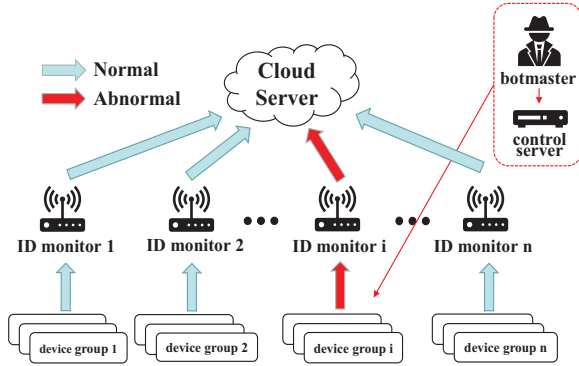 Normal
Abnormal
Cloud
Server
botmaster
control
server
ID monitor 1
ID monitor 2
ID monitor i
ID monitor n
device group 1
device group 2
device group i
device group n